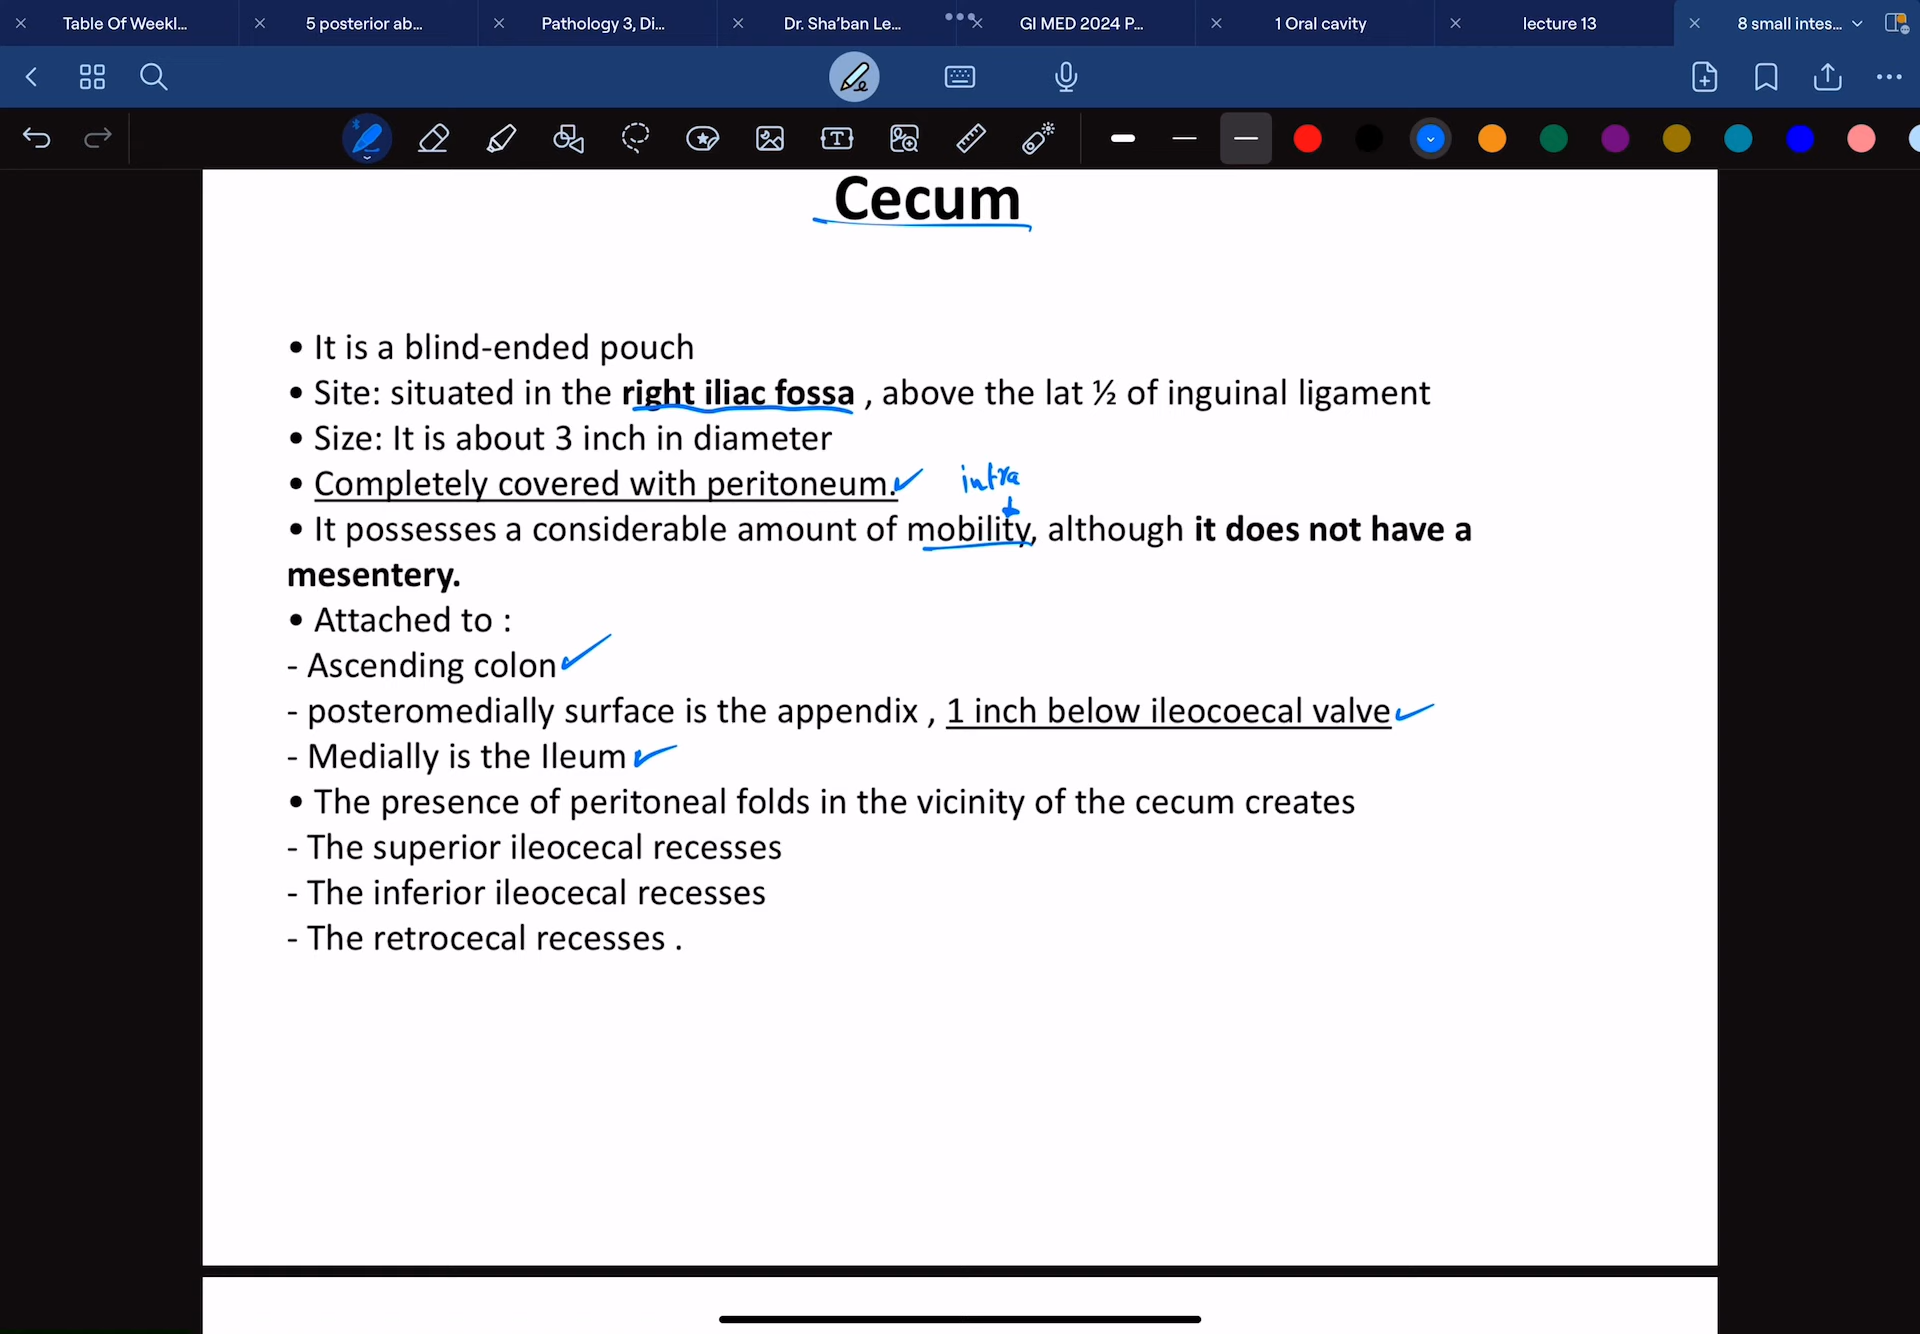 Table Of Weekl... 5 posterior ab... Pathology 3, Di... Dr. Sha'ban Le... GI MED 2024 P... 1 Oral cavity lecture 13 8 small intes...
Cecum
• It is a blind-ended pouch
• Site: situated in the right iliac fossa , above the lat ½ of inguinal ligament
• Size: It is about 3 inch in diameter
• Completely covered with peritoneum. intra
• It possesses a considerable amount of mobility, although it does not have a
mesentery.
• Attached to :
- Ascending colon
- posteromedially surface is the appendix , 1 inch below ileocoecal valve
- Medially is the Ileum
• The presence of peritoneal folds in the vicinity of the cecum creates
- The superior ileocecal recesses
- The inferior ileocecal recesses
- The retrocecal recesses .